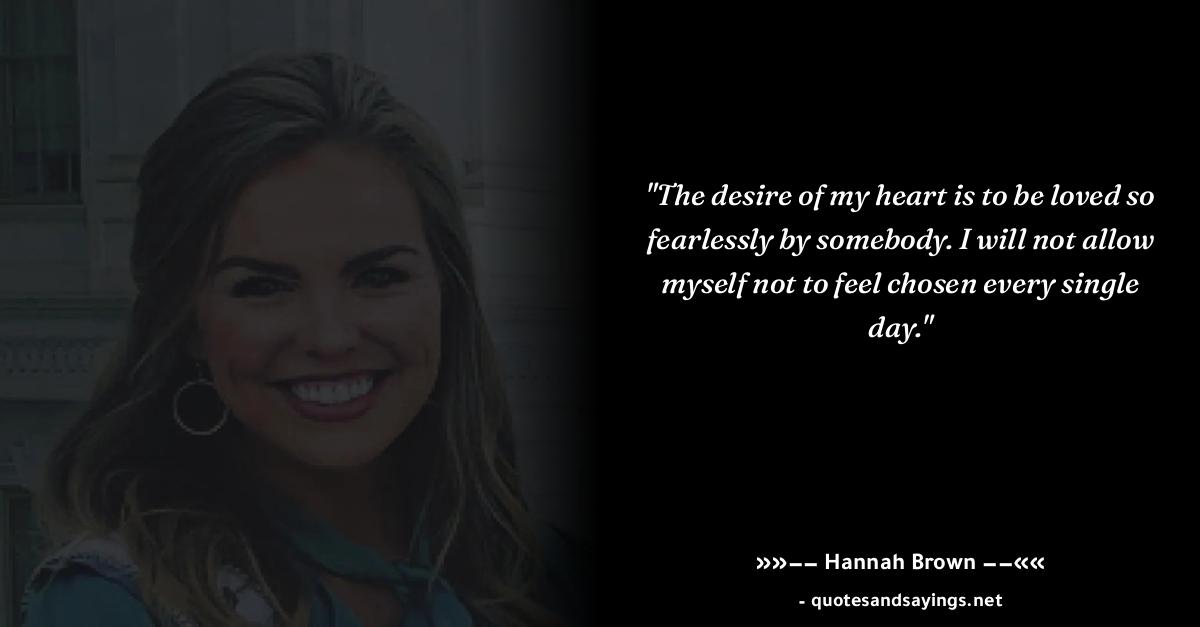 "The desire of my heart is to be loved so
fearlessly by somebody. I will not allow
myself not to feel chosen every single
day."
»»−− Hannah Brown −−««
- quotesandsayings.net